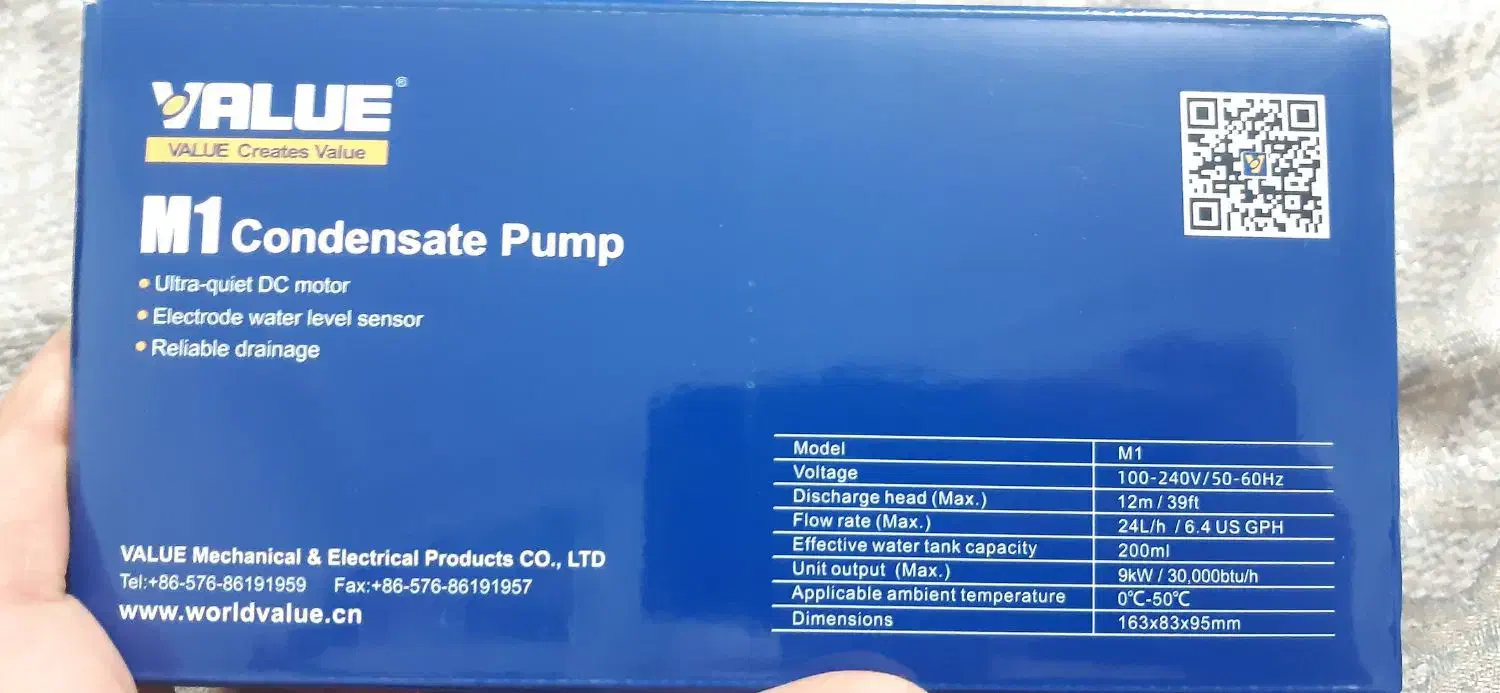 VALUE®
VALUE Creates Value
M1 Condensate Pump
• Ultra-quiet DC motor
• Electrode water level sensor
• Reliable drainage
Model M1
Voltage 100-240V/50-60Hz
Discharge head (Max.) 12m / 39ft
Flow rate (Max.) 24L/h / 6.4 US GPH
Effective water tank capacity 200ml
Unit output (Max.) 9kW / 30,000btu/h
Applicable ambient temperature 0℃-50℃
Dimensions 163x83x95mm
VALUE Mechanical & Electrical Products CO., LTD
Tel:+86-576-86191959 Fax:+86-576-86191957
www.worldvalue.cn